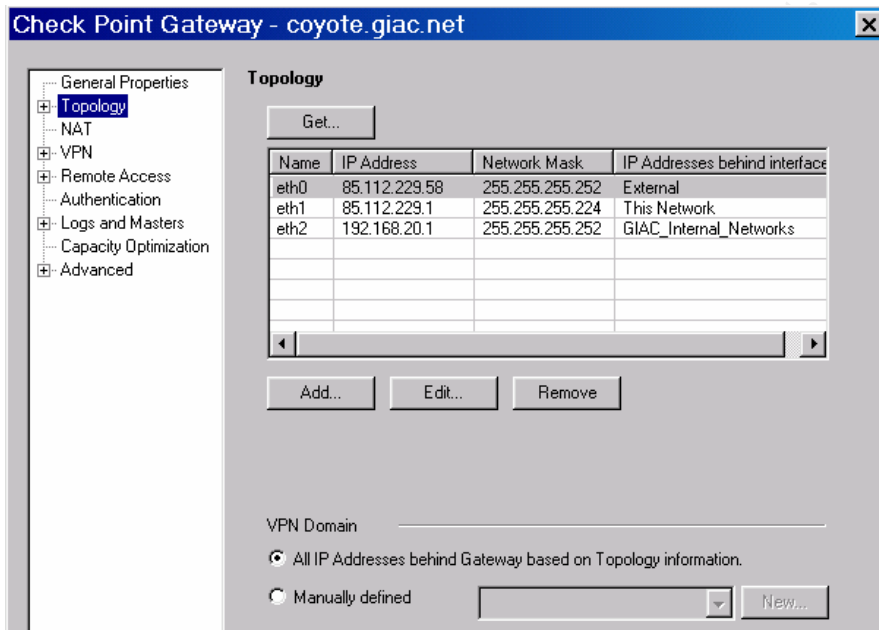 Check Point Gateway - coyote.giac.net
General Properties
Topology
NAT
VPN
Remote Access
Authentication
Logs and Masters
Capacity Optimization
Advanced
Topology
Get...
Name IP Address Network Mask IP Addresses behind interface
eth0 85.112.229.58 255.255.255.252 External
eth1 85.112.229.1 255.255.255.224 This Network
eth2 192.168.20.1 255.255.255.252 GIAC_Internal_Networks
Add... Edit... Remove
VPN Domain
All IP Addresses behind Gateway based on Topology information.
Manually defined New...